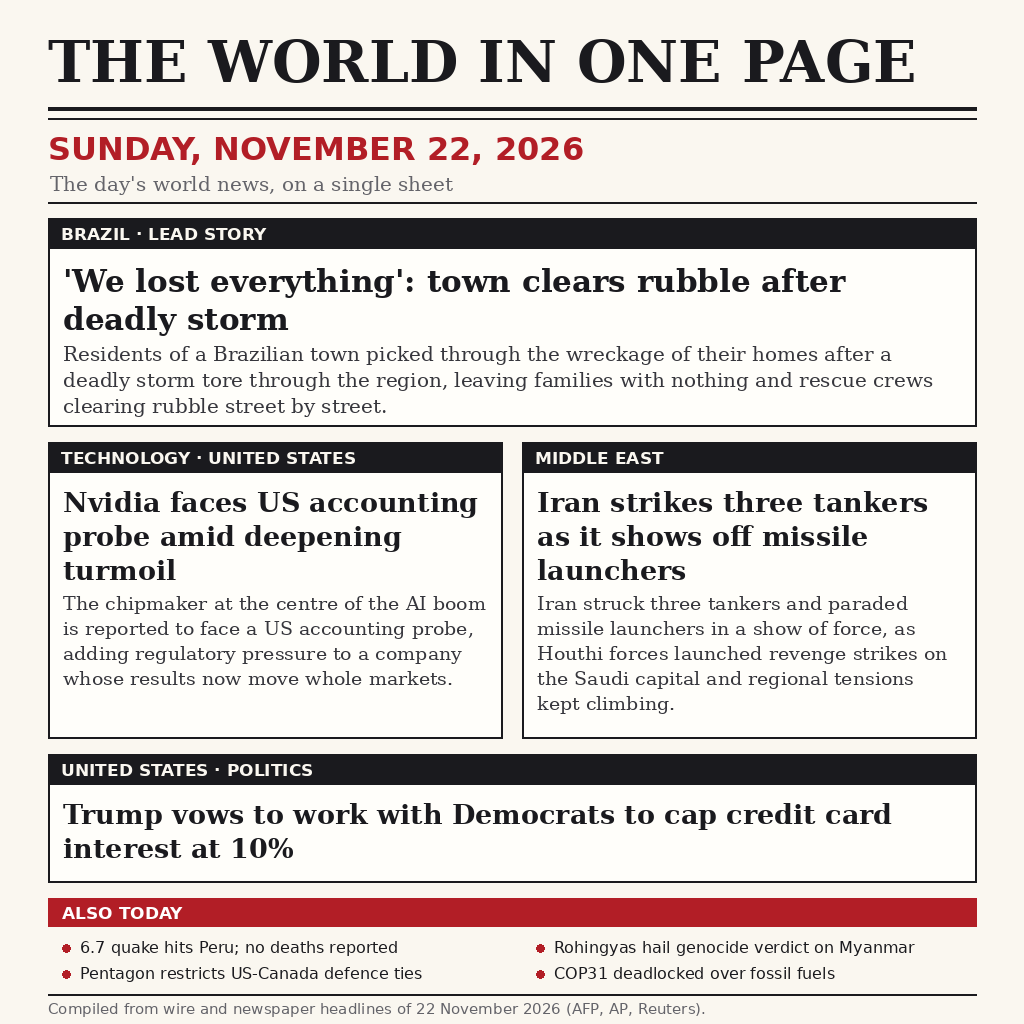 THE WORLD IN ONE PAGE
SUNDAY, NOVEMBER 22, 2026
The day's world news, on a single sheet
BRAZIL · LEAD STORY
'We lost everything': town clears rubble after
deadly storm
Residents of a Brazilian town picked through the wreckage of their homes after a
deadly storm tore through the region, leaving families with nothing and rescue crews
clearing rubble street by street.
TECHNOLOGY · UNITED STATES
Nvidia faces US accounting
probe amid deepening
turmoil
The chipmaker at the centre of the AI boom
is reported to face a US accounting probe,
adding regulatory pressure to a company
whose results now move whole markets.
MIDDLE EAST
Iran strikes three tankers
as it shows off missile
launchers
Iran struck three tankers and paraded
missile launchers in a show of force, as
Houthi forces launched revenge strikes on
the Saudi capital and regional tensions
kept climbing.
UNITED STATES · POLITICS
Trump vows to work with Democrats to cap credit card
interest at 10%
ALSO TODAY
6.7 quake hits Peru; no deaths reported
Pentagon restricts US-Canada defence ties
Rohingyas hail genocide verdict on Myanmar
COP31 deadlocked over fossil fuels
Compiled from wire and newspaper headlines of 22 November 2026 (AFP, AP, Reuters).